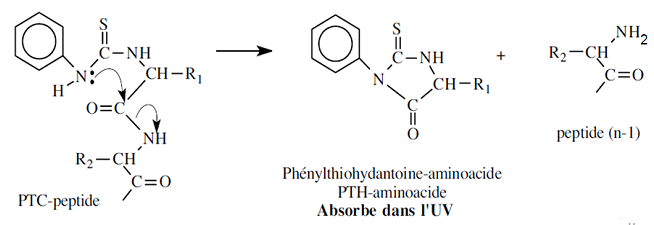 S
C
NH
N:
H
CH
R1
O=C
NH
R2
CH
C=O
PTC-peptide
S
C
NH
N
CH
R1
C
O
Phénylthiohydantoine-aminoacide
PTH-aminoacide
Absorbe dans l'UV
+
NH2
R2
CH
C=O
peptide (n-1)